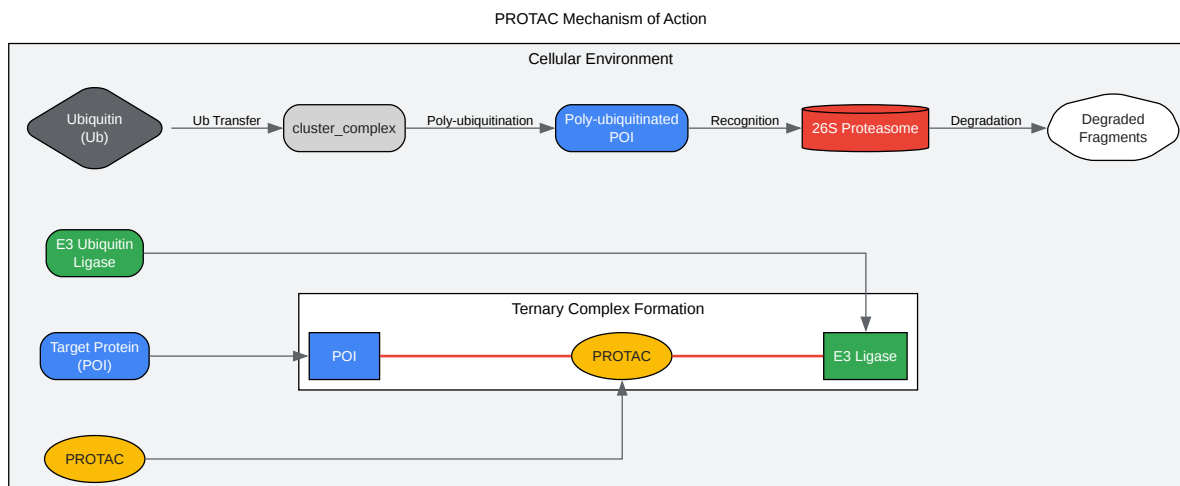 PROTAC Mechanism of Action
Cellular Environment
Ubiquitin
(Ub)
Ub Transfer
cluster_complex
Poly-ubiquitination
Poly-ubiquitinated
POI
Recognition
26S Proteasome
Degradation
Degraded
Fragments
E3 Ubiquitin
Ligase
Ternary Complex Formation
Target Protein
(POI)
POI
PROTAC
E3 Ligase
PROTAC